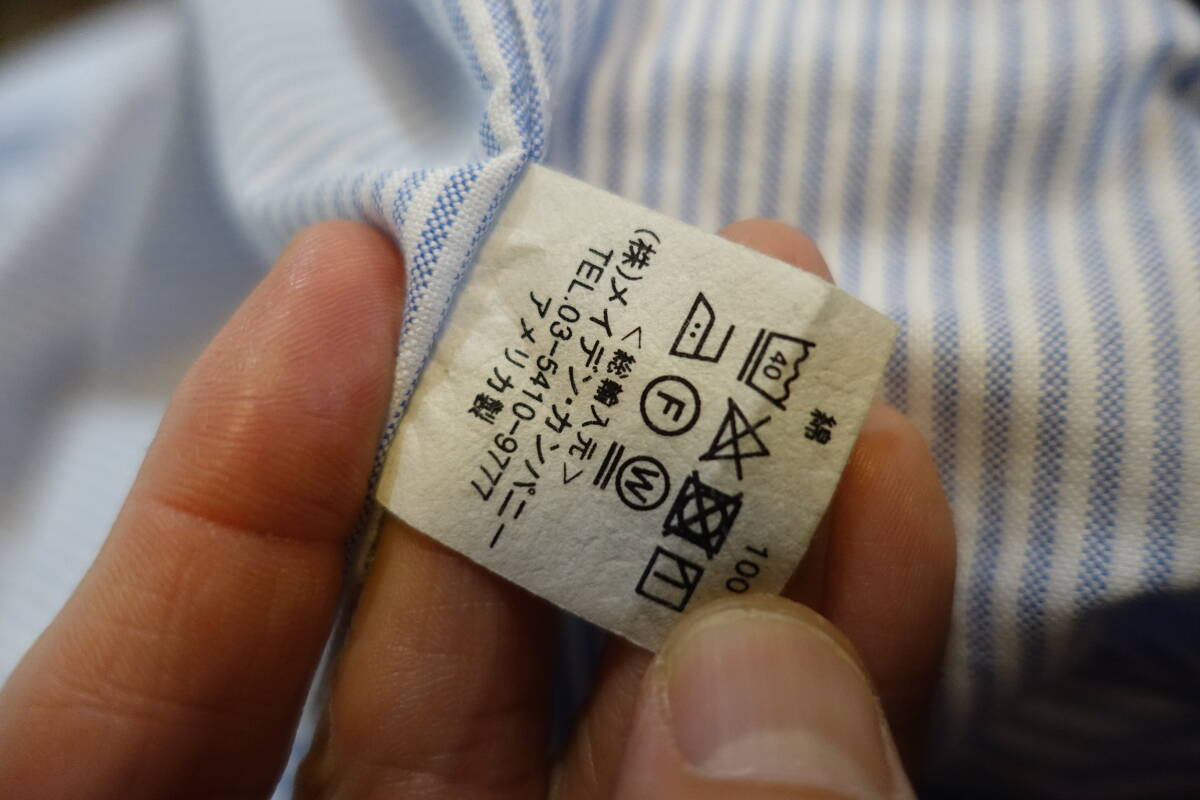 綿 100
40
F W
<総輸入元>
(株)メイデン・カンパニー
TEL.03-5410-9777
アメリカ製